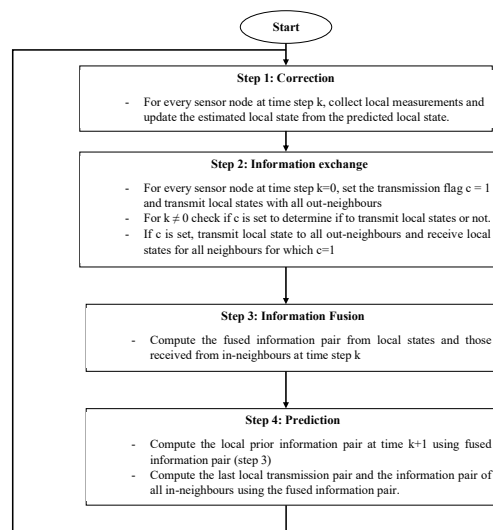 Start
Step 1: Correction
- For every sensor node at time step k, collect local measurements and
update the estimated local state from the predicted local state.
Step 2: Information exchange
- For every sensor node at time step k=0, set the transmission flag c = 1
and transmit local states with all out-neighbours
- For k ≠ 0 check if c is set to determine if to transmit local states or not.
- If c is set, transmit local state to all out-neighbours and receive local
states for all neighbours for which c=1
Step 3: Information Fusion
- Compute the fused information pair from local states and those
received from in-neighbours at time step k
Step 4: Prediction
- Compute the local prior information pair at time k+1 using fused
information pair (step 3)
- Compute the last local transmission pair and the information pair of
all in-neighbours using the fused information pair.